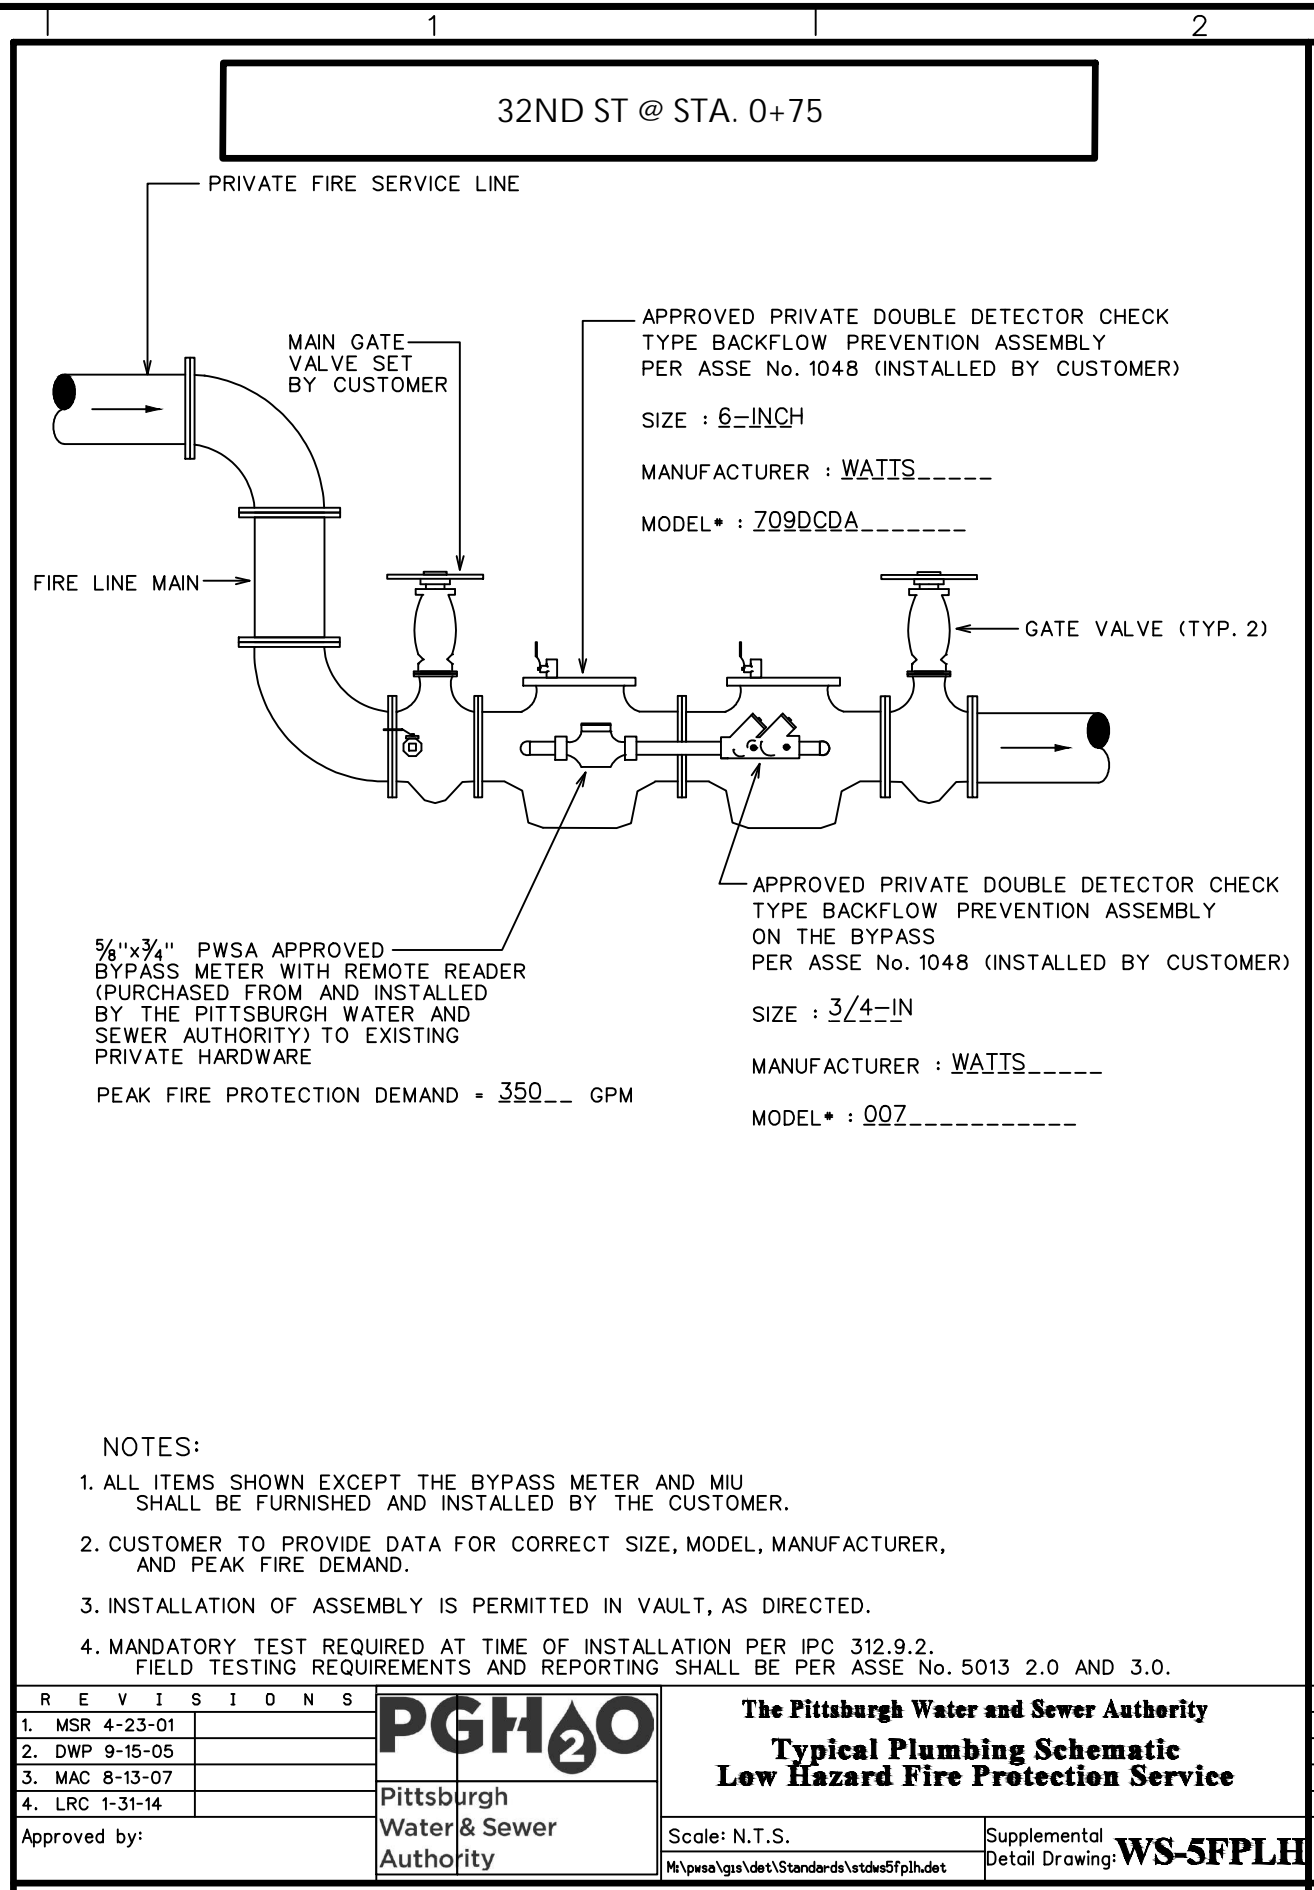 1
2
32ND ST @ STA. 0+75
PRIVATE FIRE SERVICE LINE
MAIN GATE
VALVE SET
BY CUSTOMER
APPROVED PRIVATE DOUBLE DETECTOR CHECK
TYPE BACKFLOW PREVENTION ASSEMBLY
PER ASSE No. 1048 (INSTALLED BY CUSTOMER)
SIZE : 6-INCH
MANUFACTURER : WATTS_____
MODEL# : 709DCDA_______
FIRE LINE MAIN
GATE VALVE (TYP. 2)
APPROVED PRIVATE DOUBLE DETECTOR CHECK
TYPE BACKFLOW PREVENTION ASSEMBLY
ON THE BYPASS
PER ASSE No. 1048 (INSTALLED BY CUSTOMER)
SIZE : 3/4-IN
MANUFACTURER : WATTS_____
MODEL# : 007____________
5/8"x3/4" PWSA APPROVED
BYPASS METER WITH REMOTE READER
(PURCHASED FROM AND INSTALLED
BY THE PITTSBURGH WATER AND
SEWER AUTHORITY) TO EXISTING
PRIVATE HARDWARE
PEAK FIRE PROTECTION DEMAND = 350__ GPM
NOTES:
1. ALL ITEMS SHOWN EXCEPT THE BYPASS METER AND MIU
SHALL BE FURNISHED AND INSTALLED BY THE CUSTOMER.
2. CUSTOMER TO PROVIDE DATA FOR CORRECT SIZE, MODEL, MANUFACTURER,
AND PEAK FIRE DEMAND.
3. INSTALLATION OF ASSEMBLY IS PERMITTED IN VAULT, AS DIRECTED.
4. MANDATORY TEST REQUIRED AT TIME OF INSTALLATION PER IPC 312.9.2.
FIELD TESTING REQUIREMENTS AND REPORTING SHALL BE PER ASSE No. 5013 2.0 AND 3.0.
REVISIONS
1. MSR 4-23-01
2. DWP 9-15-05
3. MAC 8-13-07
4. LRC 1-31-14
Approved by:
PGH2O
Pittsburgh
Water & Sewer
Authority
The Pittsburgh Water and Sewer Authority
Typical Plumbing Schematic
Low Hazard Fire Protection Service
Scale: N.T.S.
M:\pwsa\gis\det\Standards\stdws5fplh.det
Supplemental
Detail Drawing: WS-5FPLH